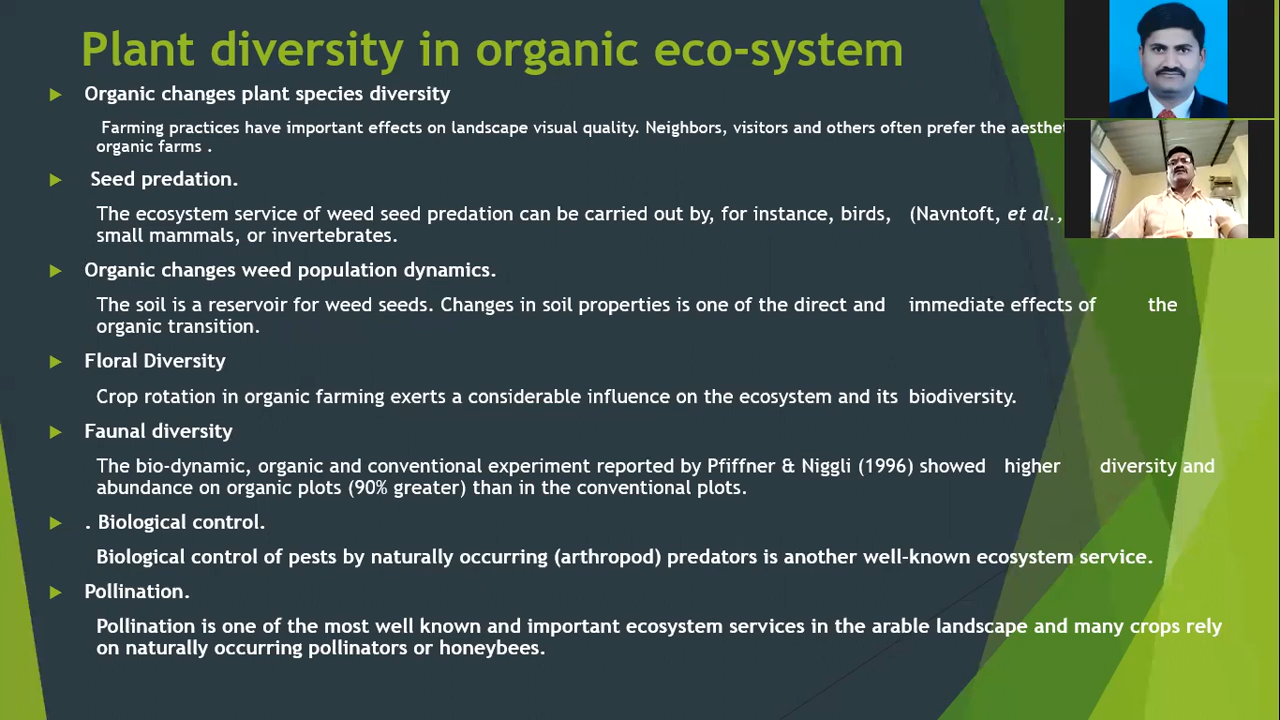 Plant diversity in organic eco-system
Organic changes plant species diversity
Farming practices have important effects on landscape visual quality. Neighbors, visitors and others often prefer the
organic farms .
Seed predation.
The ecosystem service of weed seed predation can be carried out by, for instance, birds, (Navntoft, et al.,
small mammals, or invertebrates.
Organic changes weed population dynamics.
The soil is a reservoir for weed seeds. Changes in soil properties is one of the direct and immediate effects of the
organic transition.
Floral Diversity
Crop rotation in organic farming exerts a considerable influence on the ecosystem and its biodiversity.
Faunal diversity
The bio-dynamic, organic and conventional experiment reported by Pfiffner & Niggli (1996) showed higher diversity and
abundance on organic plots (90% greater) than in the conventional plots.
. Biological control.
Biological control of pests by naturally occurring (arthropod) predators is another well-known ecosystem service.
Pollination.
Pollination is one of the most well known and important ecosystem services in the arable landscape and many crops rely
on naturally occurring pollinators or honeybees.